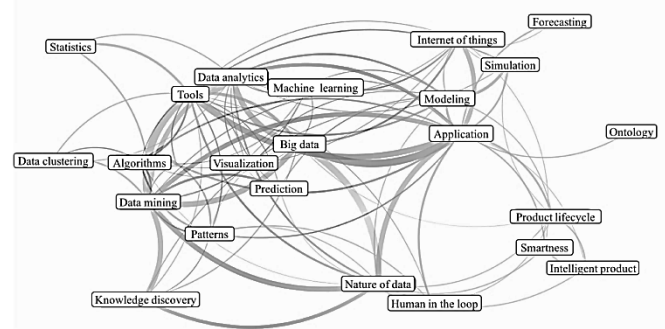 Forecasting
Internet of things
Statistics
Simulation
Data analytics
Machine learning
Tools
Modeling
Application
Ontology
Big data
Data clustering
Algorithms
Visualization
Prediction
Data mining
Product lifecycle
Patterns
Smartness
Intelligent product
Nature of data
Knowledge discovery
Human in the loop